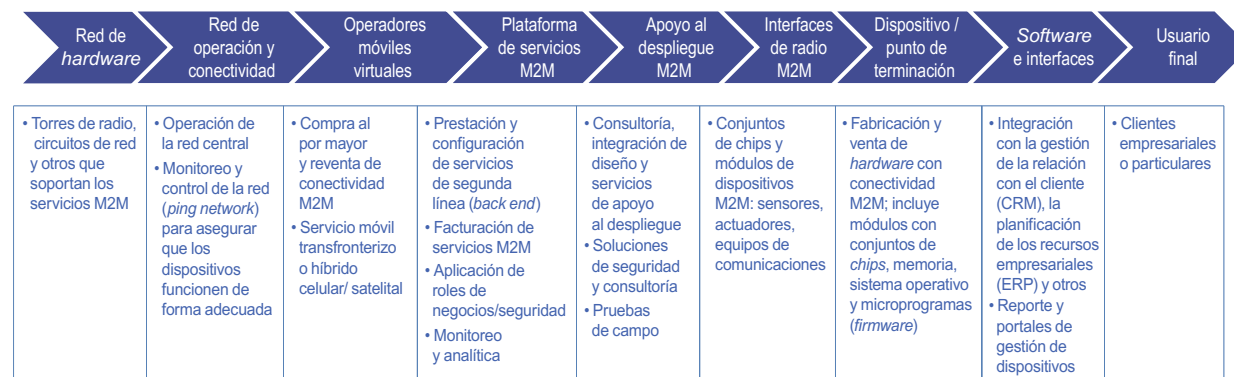 Red de
hardware
Red de
operación y
conectividad
Operadores
móviles
virtuales
Plataforma
de servicios
M2M
Apoyo al
despliegue
M2M
Interfaces
de radio
M2M
Dispositivo /
punto de
terminación
Software
e interfaces
Usuario
final
• Torres de radio,
circuitos de red
y otros que
soportan los
servicios M2M
• Operación de
la red central
• Monitoreo y
control de la red
(ping network)
para asegurar
que los
dispositivos
funcionen de
forma adecuada
• Compra al
por mayor
y reventa de
conectividad
M2M
• Servicio móvil
transfronterizo
o híbrido
celular/ satelital
• Prestación y
configuración
de servicios
de segunda
línea (back end)
• Facturación de
servicios M2M
• Aplicación de
roles de
negocios/seguridad
• Monitoreo
y analítica
• Consultoría,
integración de
diseño y
servicios
de apoyo
al despliegue
• Soluciones
de seguridad
y consultoría
• Pruebas
de campo
• Conjuntos
de chips y
módulos de
dispositivos
M2M: sensores,
actuadores,
equipos de
comunicaciones
• Fabricación y
venta de
hardware con
conectividad
M2M; incluye
módulos con
conjuntos de
chips, memoria,
sistema operativo
y microprogramas
(firmware)
• Integración
con la gestión
de la relación
con el cliente
(CRM), la
planificación
de los recursos
empresariales
(ERP) y otros
• Reporte y
portales de
gestión de
dispositivos
• Clientes
empresariales
o particulares